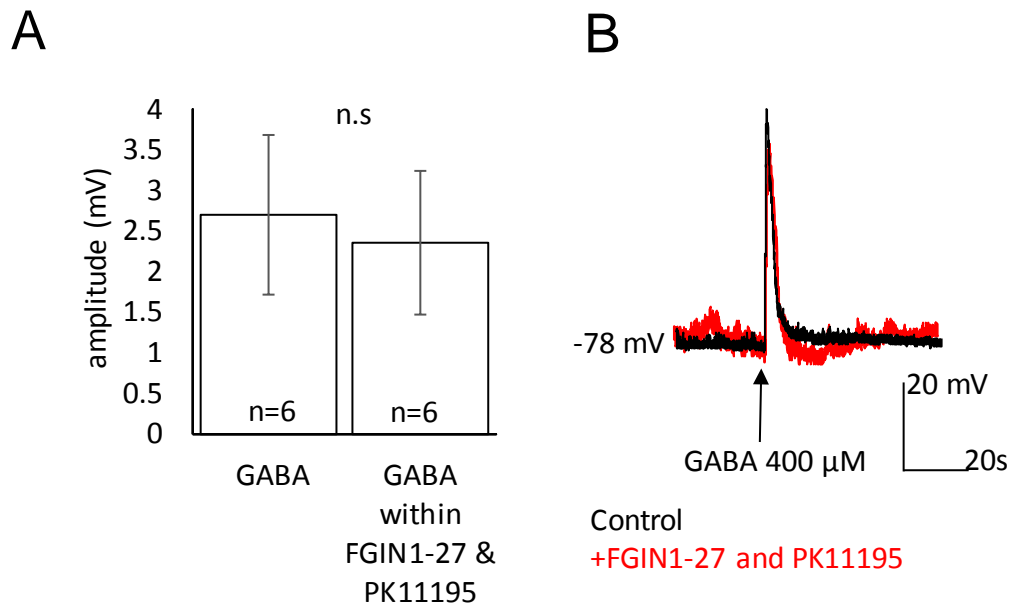 A
B
n.s
4
3.5
3
2.5
2
1.5
1
0.5
0
amplitude (mV)
n=6
n=6
GABA
GABA
within
FGIN1-27 &
PK11195
-78 mV
20 mV
20s
GABA 400 µM
Control
+FGIN1-27 and PK11195